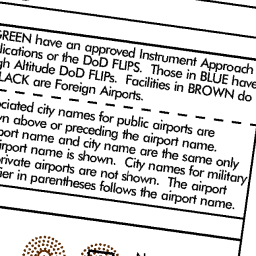 GREEN have an approved Instrument Approach
lications or the DoD FLIPS. Those in BLUE have
gh Altitude DoD FLIPs. Facilities in BROWN do
LACK are Foreign Airports.
ciated city names for public airports are
wn above or preceding the airport name.
port name and city name are the same only
irport name is shown. City names for military
private airports are not shown. The airport
ier in parentheses follows the airport name.